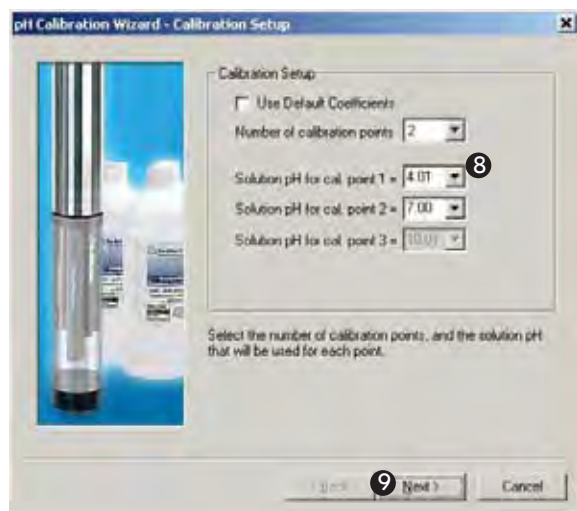 pH Calibration Wizard - Calibration Setup
Calibration Setup
Use Default Coefficients
Number of calibration points 2
Solution pH for cal. point 1 = 4.01 8
Solution pH for cal. point 2 = 7.00
Solution pH for cal. point 3 = 10.01
Select the number of calibration points, and the solution pH
that will be used for each point.
< Back 9 Next > Cancel